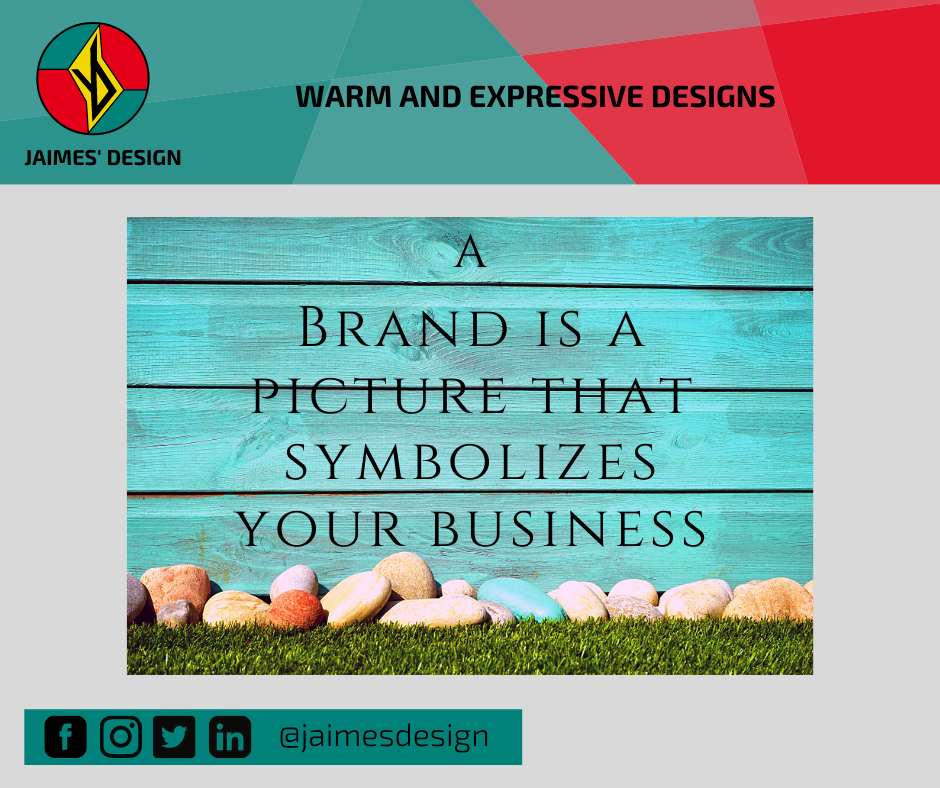 JAIMES' DESIGN
WARM AND EXPRESSIVE DESIGNS
A
BRAND IS A
PICTURE THAT
SYMBOLIZES
YOUR BUSINESS
@jaimesdesign